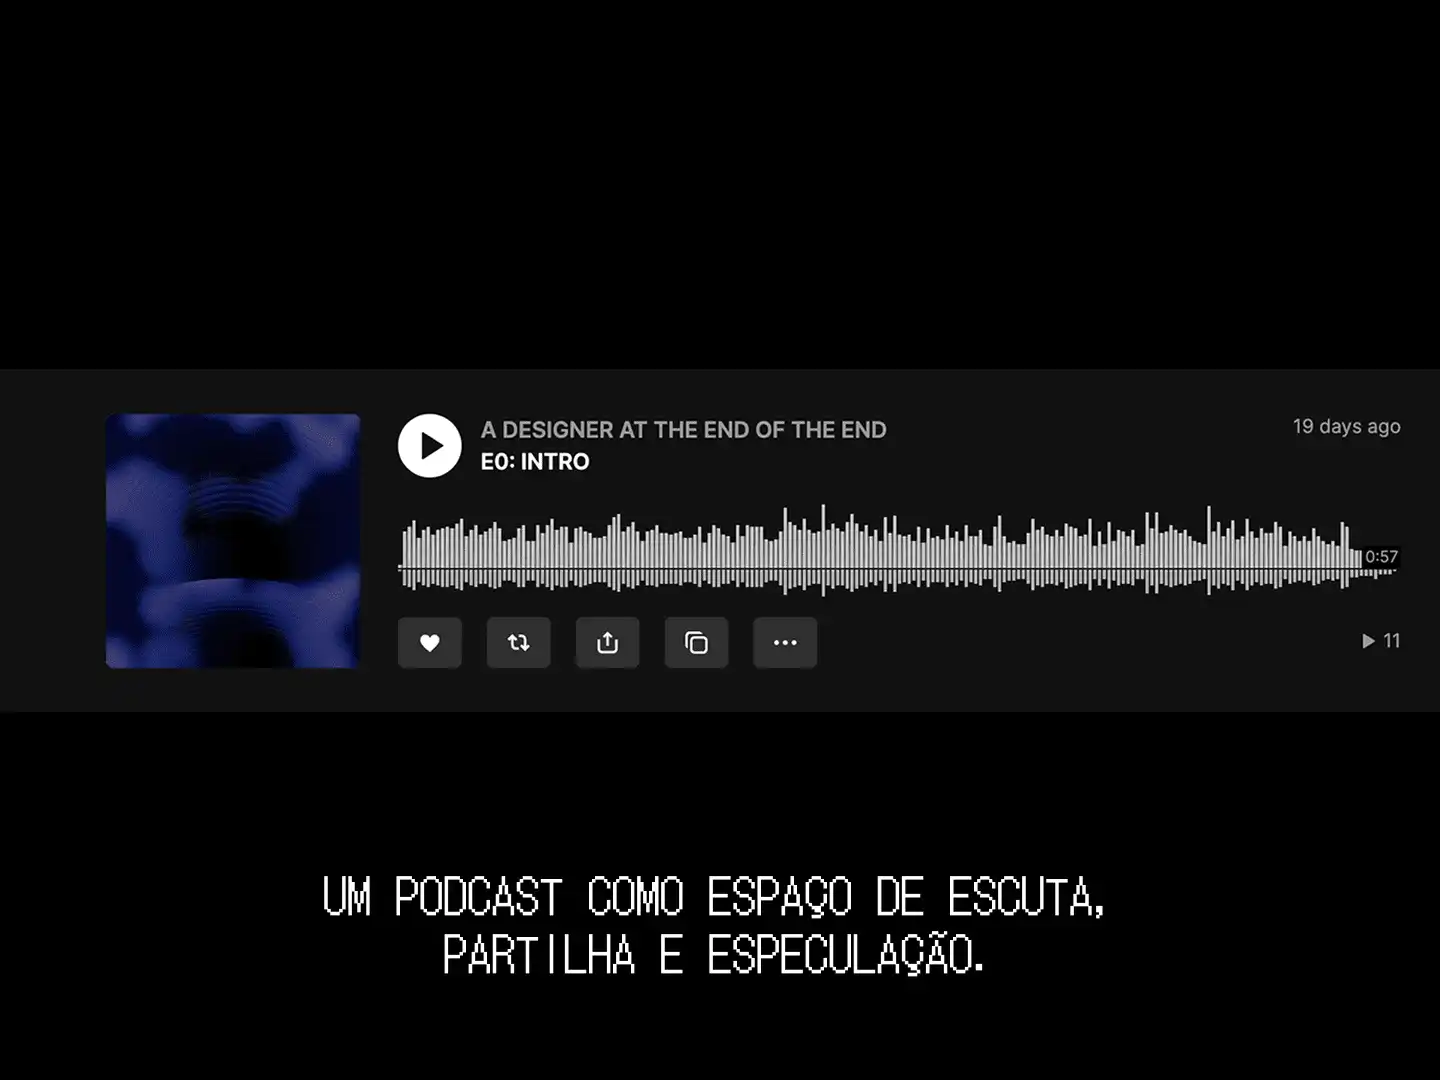 A DESIGNER AT THE END OF THE END
19 days ago
E0: INTRO
0:57
11
UM PODCAST COMO ESPAÇO DE ESCUTA,
PARTILHA E ESPECULAÇÃO.